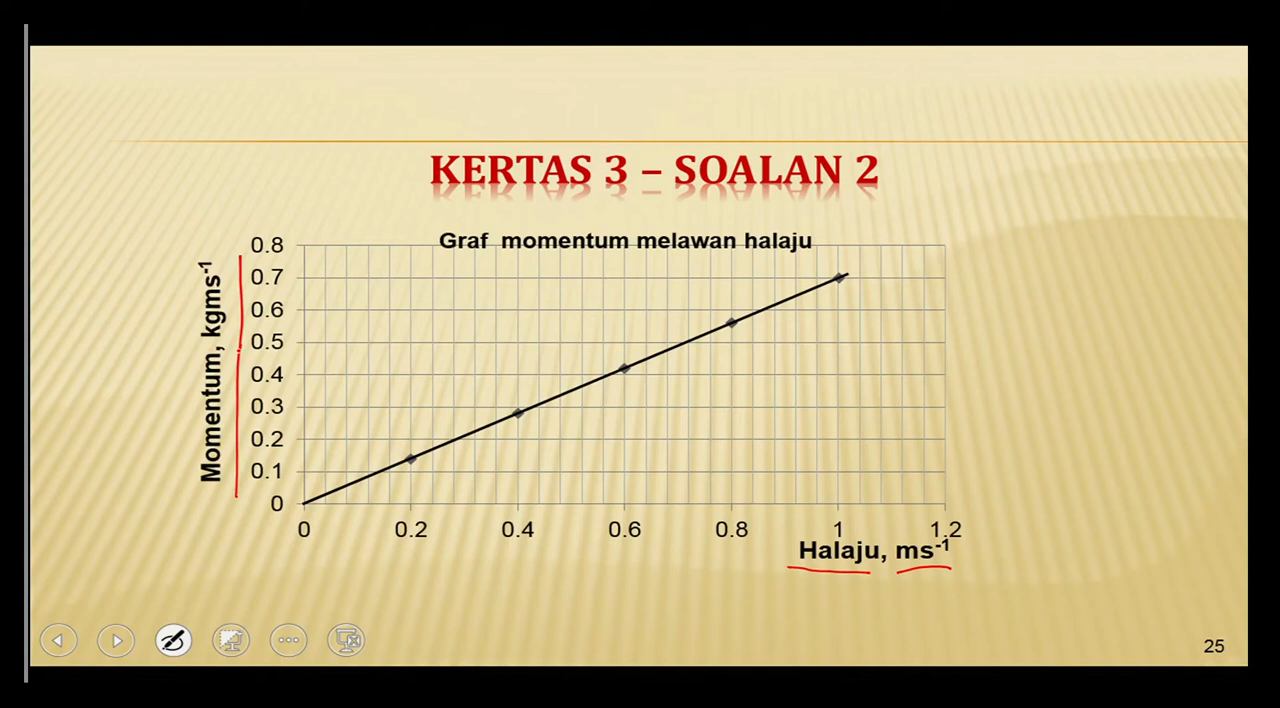 KERTAS 3 – SOALAN 2
Graf momentum melawan halaju
Momentum, kgms⁻¹
0.8
0.7
0.6
0.5
0.4
0.3
0.2
0.1
0
0 0.2 0.4 0.6 0.8 1 1.2
Halaju, ms⁻¹
25